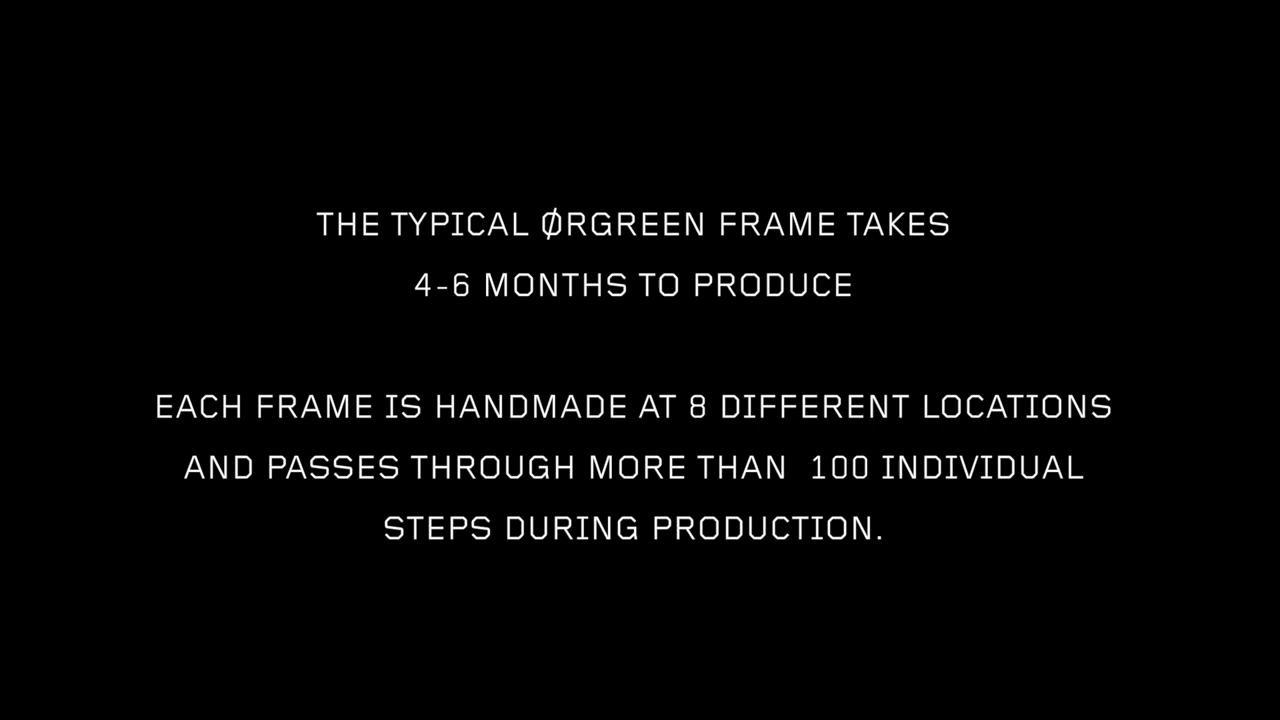 THE TYPICAL ØRGREEN FRAME TAKES
4-6 MONTHS TO PRODUCE
EACH FRAME IS HANDMADE AT 8 DIFFERENT LOCATIONS
AND PASSES THROUGH MORE THAN  100 INDIVIDUAL
STEPS DURING PRODUCTION.